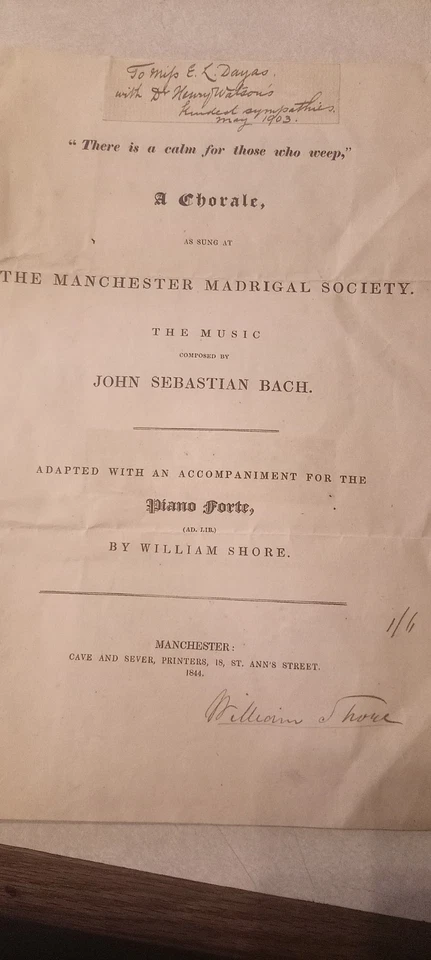 To Miss E. L. Dayas.
with Dr Henry Watson's
kindest sympathies.
May 1903.
“There is a calm for those who weep,”
A Chorale,
AS SUNG AT
THE MANCHESTER MADRIGAL SOCIETY.
THE MUSIC
COMPOSED BY
JOHN SEBASTIAN BACH.
ADAPTED WITH AN ACCOMPANIMENT FOR THE
Piano Forte,
(AD. LIB.)
BY WILLIAM SHORE.
1/6
MANCHESTER:
CAVE AND SEVER, PRINTERS, 18, ST. ANN'S STREET.
1844.
William Shore